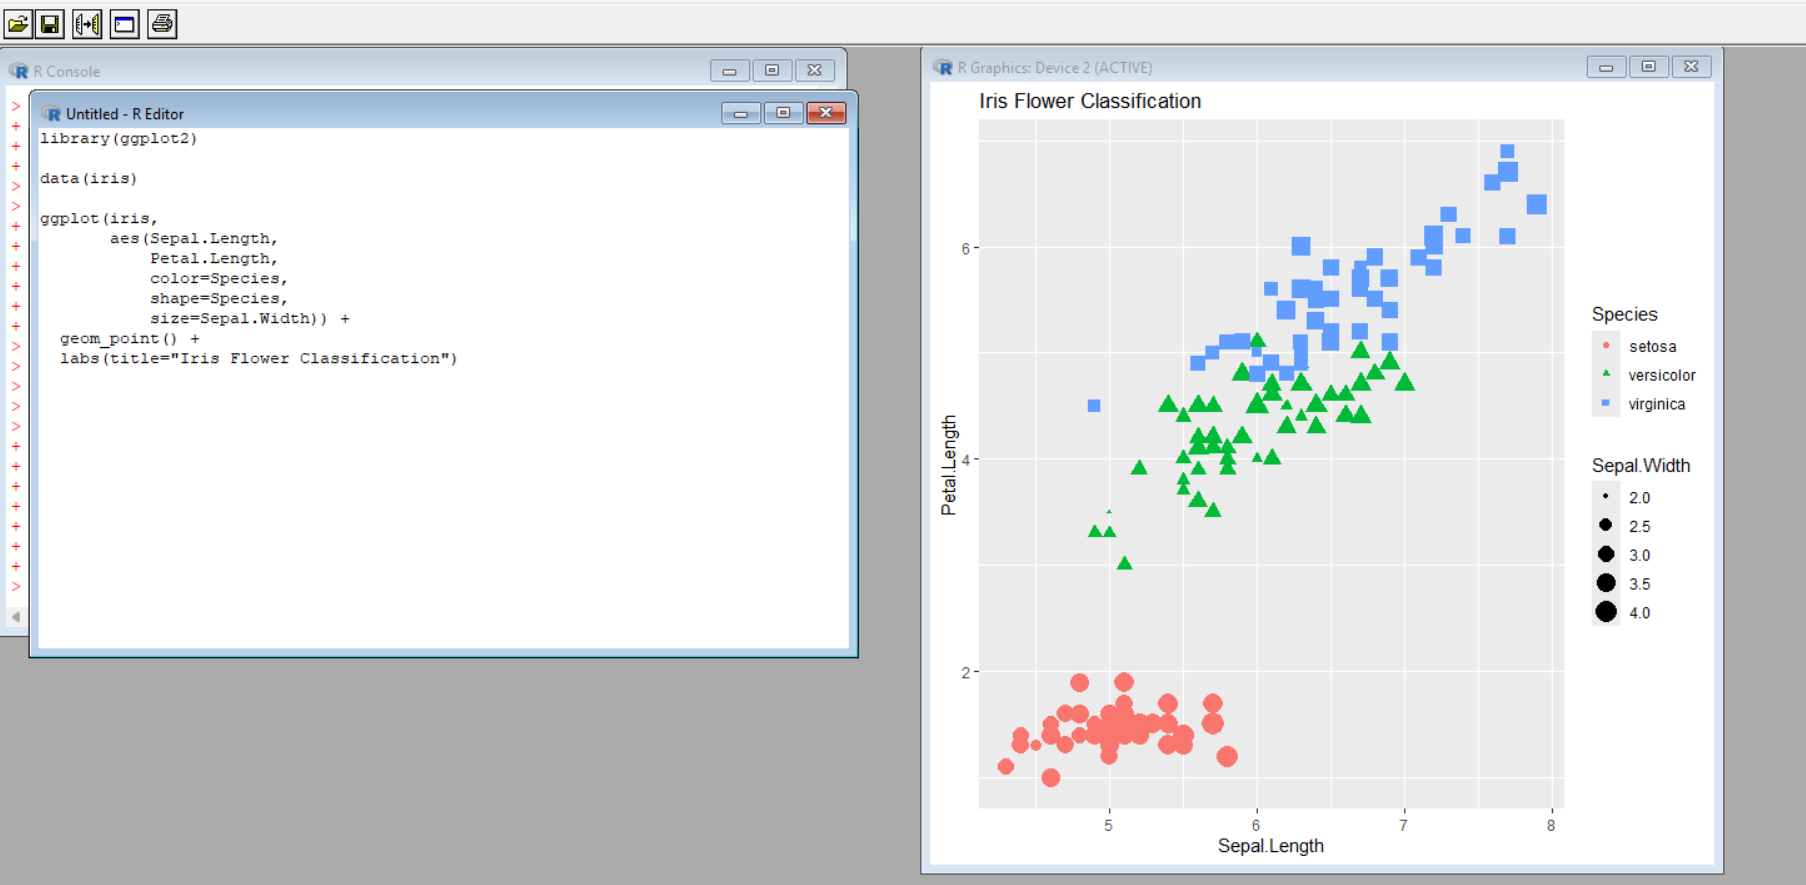 R Console
>
+
+
+
>
>
+
+
+
+
+
+
>
>
>
>
>
+
+
+
+
+
+
+
>
Untitled - R Editor
library(ggplot2)
data(iris)
ggplot(iris,
aes(Sepal.Length,
Petal.Length,
color=Species,
shape=Species,
size=Sepal.Width)) +
geom_point() +
labs(title="Iris Flower Classification")
R Graphics: Device 2 (ACTIVE)
Iris Flower Classification
6
4
2
Petal.Length
5 6 7 8
Sepal.Length
Species
setosa
versicolor
virginica
Sepal.Width
2.0
2.5
3.0
3.5
4.0